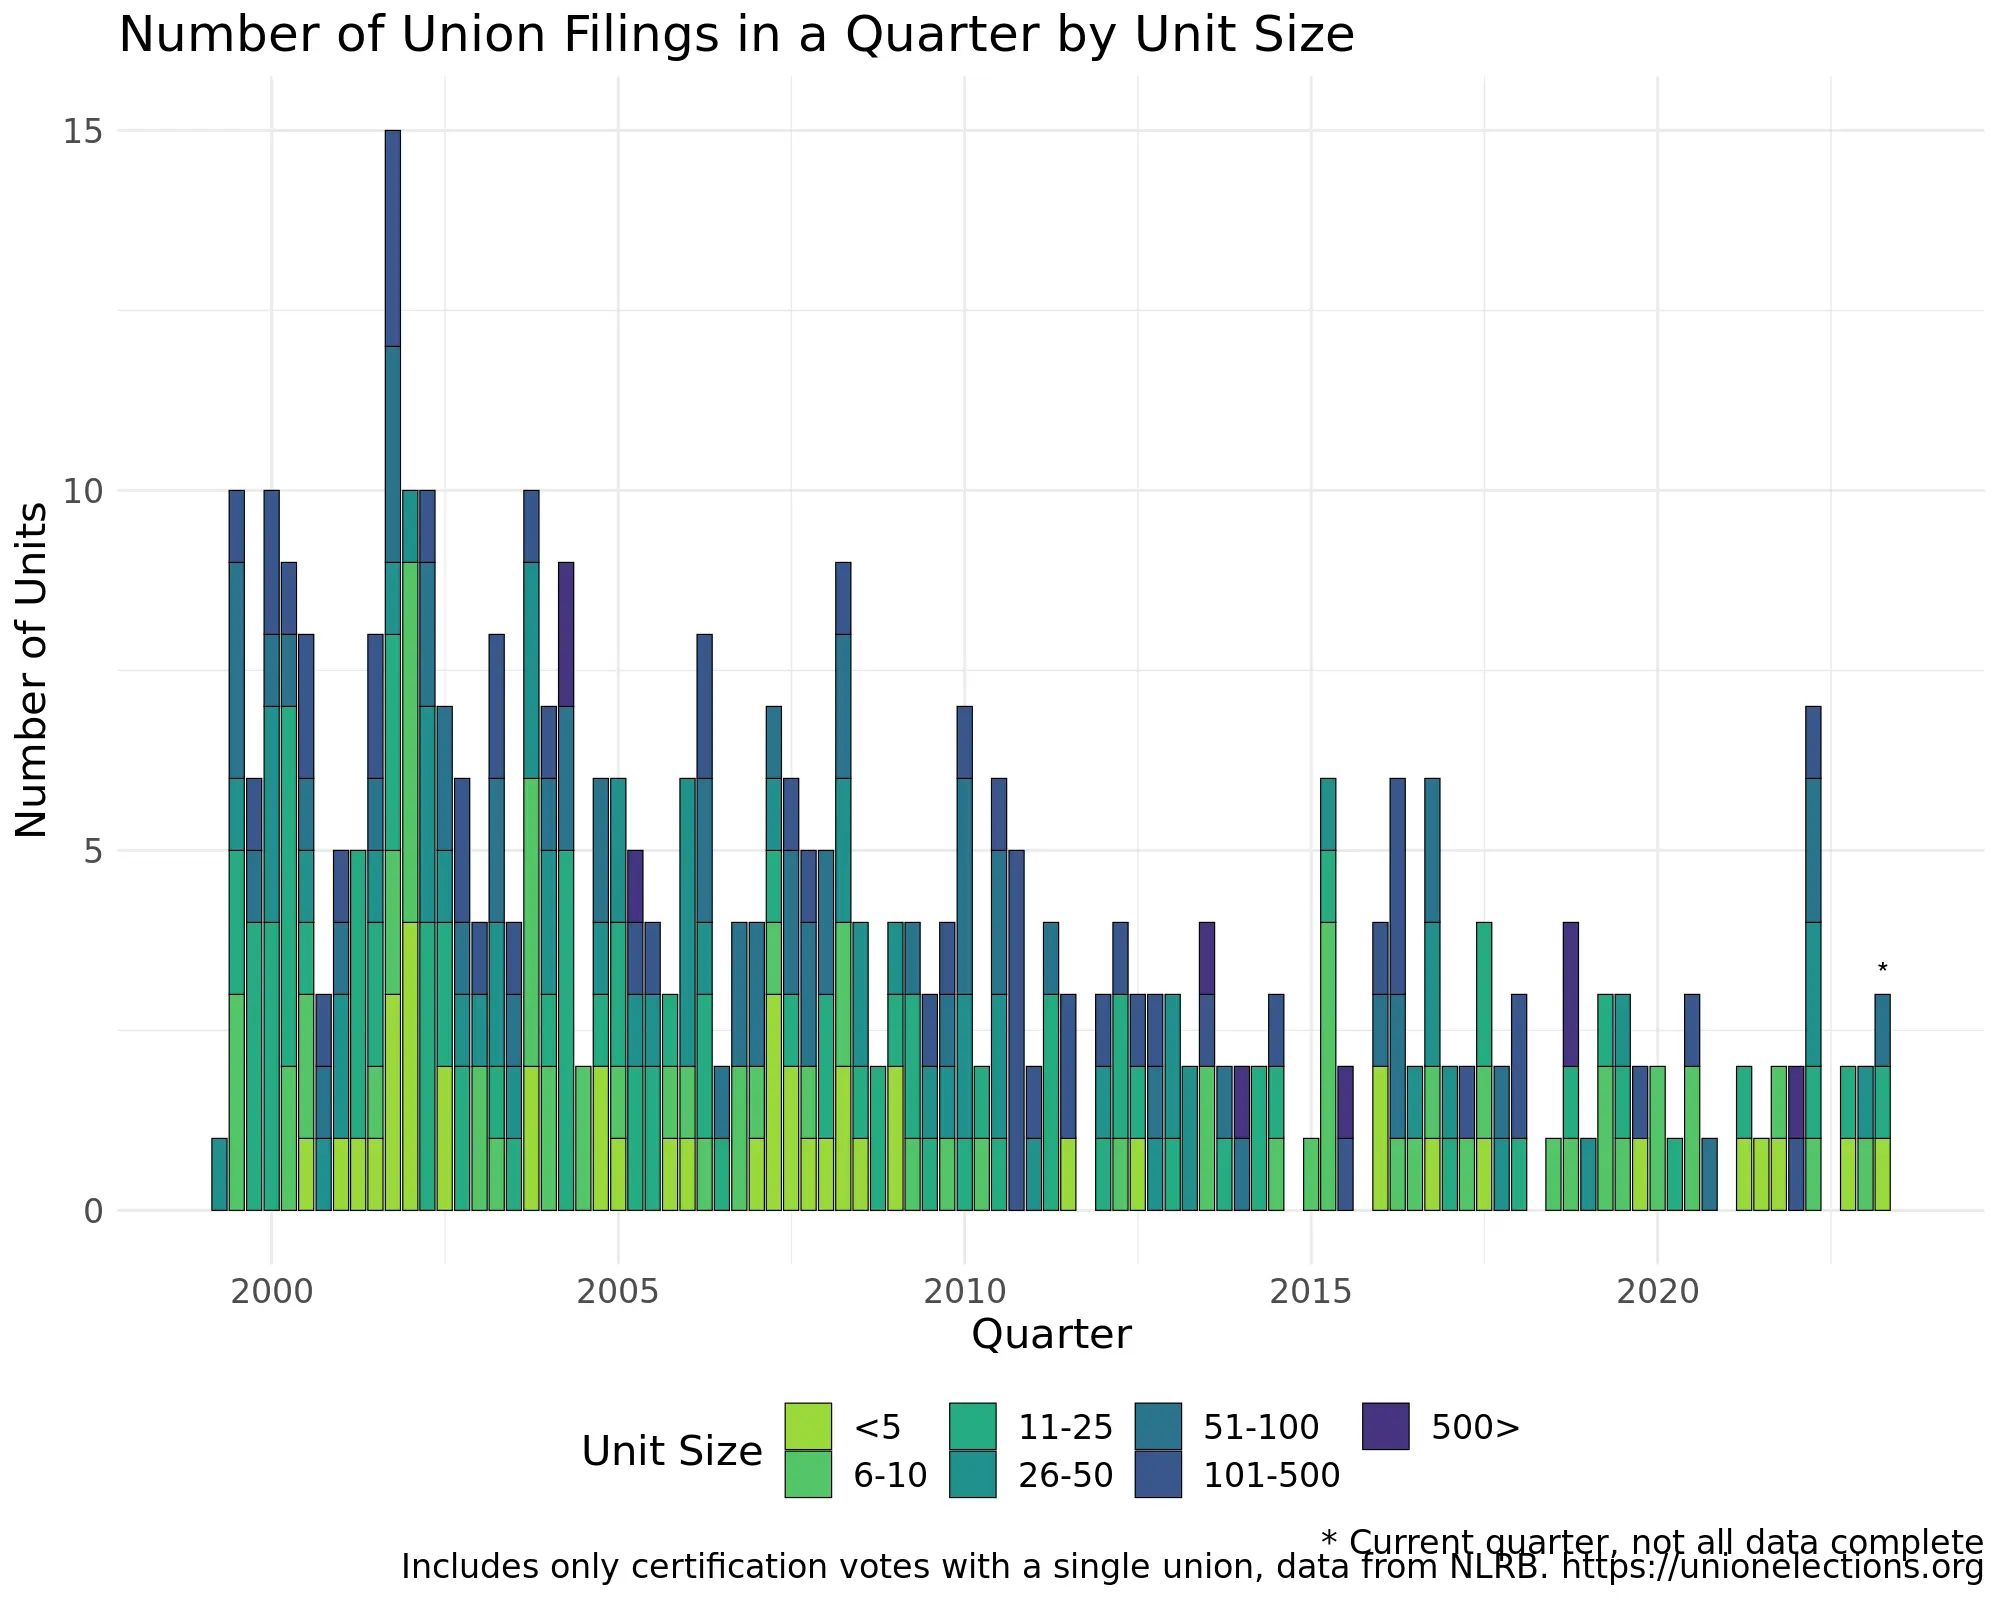 Number of Union Filings in a Quarter by Unit Size
15
10
5
0
Number of Units
2000 2005 2010 2015 2020
*
Quarter
Unit Size
<5 11-25 51-100 500>
6-10 26-50 101-500
* Current quarter, not all data complete
Includes only certification votes with a single union, data from NLRB. https://unionelections.org